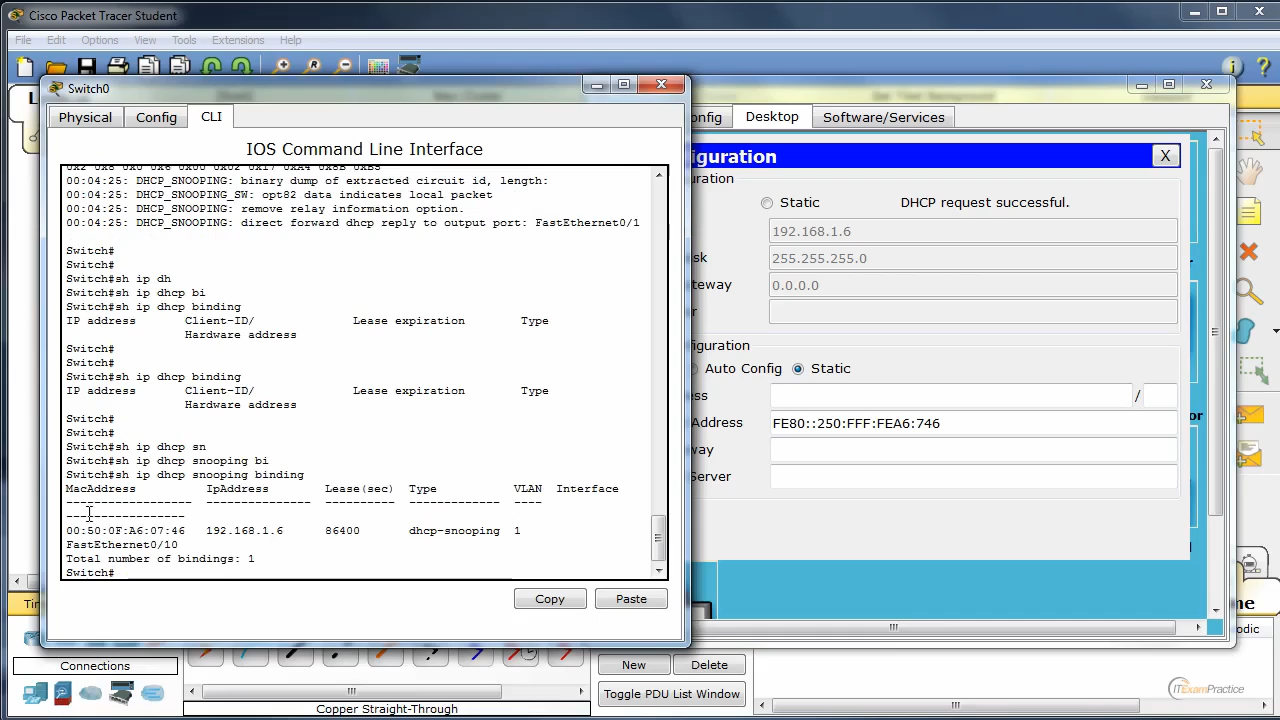 Cisco Packet Tracer Student
File Edit Options View Tools Extensions Help
Switch0
Physical Config CLI
IOS Command Line Interface
00:04:25: DHCP_SNOOPING: binary dump of extracted circuit id, length:
00:04:25: DHCP_SNOOPING_SW: opt82 data indicates local packet
00:04:25: DHCP_SNOOPING: remove relay information option.
00:04:25: DHCP_SNOOPING: direct forward dhcp reply to output port: FastEthernet0/1
Switch#
Switch#
Switch#sh ip dh
Switch#sh ip dhcp bi
Switch#sh ip dhcp binding
IP address Client-ID/ Lease expiration Type
Hardware address
Switch#
Switch#
Switch#sh ip dhcp binding
IP address Client-ID/ Lease expiration Type
Hardware address
Switch#
Switch#
Switch#sh ip dhcp sn
Switch#sh ip dhcp snooping bi
Switch#sh ip dhcp snooping binding
MacAddress IpAddress Lease(sec) Type VLAN Interface
------------------ --------------- ---------- ------------- ----
-----------------
00:50:0F:A6:07:46 192.168.1.6 86400 dhcp-snooping 1
FastEthernet0/10
Total number of bindings: 1
Switch#
Copy Paste
nfig Desktop Software/Services
iguration X
uration
Static DHCP request successful.
192.168.1.6
sk 255.255.255.0
teway 0.0.0.0
r
figuration
Auto Config Static
ss /
Address FE80::250:FFF:FEA6:746
way
Server
or
L
Tim
ne
odic
Connections
Copper Straight-Through
New Delete
Toggle PDU List Window
ITExamPractice